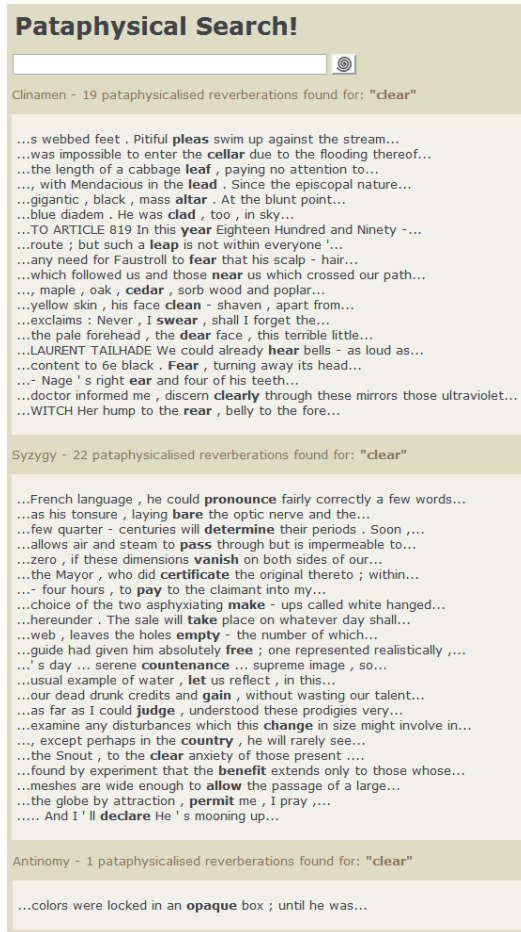 Pataphysical Search!
Clinamen - 19 pataphysicalised reverberations found for: "clear"
...s webbed feet . Pitiful pleas swim up against the stream...
...was impossible to enter the cellar due to the flooding thereof...
...the length of a cabbage leaf , paying no attention to...
..., with Mendacious in the lead . Since the episcopal nature...
...gigantic , black , mass altar . At the blunt point...
...blue diadem . He was clad , too , in sky...
...TO ARTICLE 819 In this year Eighteen Hundred and Ninety -...
...route ; but such a leap is not within everyone '...
...any need for Faustroll to fear that his scalp - hair...
...which followed us and those near us which crossed our path...
..., maple , oak , cedar , sorb wood and poplar...
...yellow skin , his face clean - shaven , apart from...
...exclaims : Never , I swear , shall I forget the...
...the pale forehead , the dear face , this terrible little...
...LAURENT TAILHADE We could already hear bells - as loud as...
...content to 6e black . Fear , turning away its head...
...- Nage ' s right ear and four of his teeth...
...doctor informed me , discern clearly through these mirrors those ultraviolet...
...WITCH Her hump to the rear , belly to the fore...
Syzygy - 22 pataphysicalised reverberations found for: "clear"
...French language , he could pronounce fairly correctly a few words...
...as his tonsure , laying bare the optic nerve and the...
...few quarter - centuries will determine their periods . Soon ,...
...allows air and steam to pass through but is impermeable to...
...zero , if these dimensions vanish on both sides of our...
...the Mayor , who did certificate the original thereto ; within...
...- four hours , to pay to the claimant into my...
...choice of the two asphyxiating make - ups called white hanged...
...hereunder . The sale will take place on whatever day shall...
...web , leaves the holes empty - the number of which...
...guide had given him absolutely free ; one represented realistically ,...
...' s day ... serene countenance ... supreme image , so...
...usual example of water , let us reflect , in this...
...our dead drunk credits and gain , without wasting our talent...
...as far as I could judge , understood these prodigies very...
...examine any disturbances which this change in size might involve in...
..., except perhaps in the country , he will rarely see...
...the Snout , to the clear anxiety of those present ....
...found by experiment that the benefit extends only to those whose...
...meshes are wide enough to allow the passage of a large...
...the globe by attraction , permit me , I pray ,...
..... And I ' ll declare He ' s mooning up...
Antinomy - 1 pataphysicalised reverberations found for: "clear"
...colors were locked in an opaque box ; until he was...